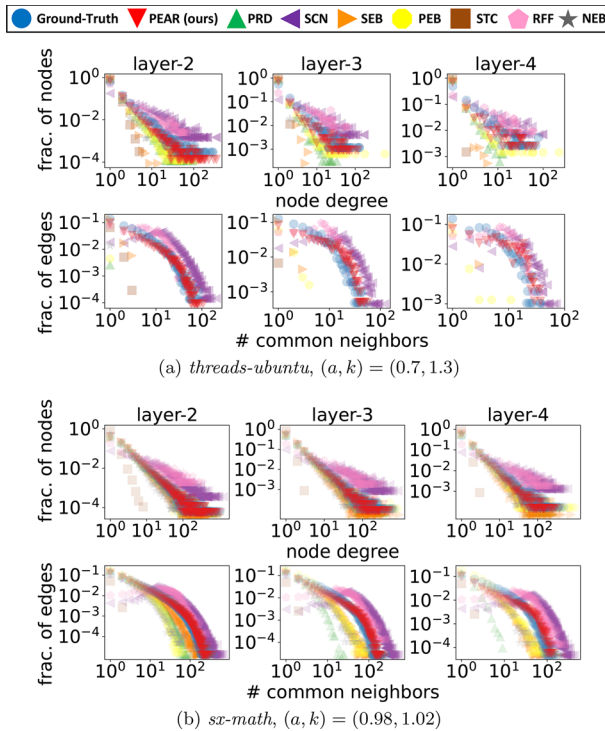 Ground-Truth PEAR (ours) PRD SCN SEB PEB STC RFF NEB
layer-2 layer-3 layer-4
frac. of nodes
10^0
10^-2
10^-4
10^0 10^1 10^2
10^0
10^-1
10^-2
10^-3
10^0 10^1 10^2
10^0
10^-1
10^-2
10^-3
10^0 10^1 10^2
node degree
frac. of edges
10^-1
10^-2
10^-3
10^-4
10^0 10^1 10^2
10^-1
10^-2
10^-3
10^0 10^1 10^2
10^-1
10^-2
10^-3
10^0 10^1 10^2
# common neighbors
(a) threads-ubuntu, (a, k) = (0.7, 1.3)
layer-2 layer-3 layer-4
frac. of nodes
10^0
10^-2
10^-4
10^0 10^1 10^2
10^0
10^-1
10^-2
10^-3
10^0 10^1 10^2
10^0
10^-1
10^-2
10^-3
10^0 10^1 10^2
node degree
frac. of edges
10^-1
10^-2
10^-3
10^-4
10^0 10^1 10^2
10^-1
10^-2
10^-3
10^-4
10^0 10^1 10^2
10^-1
10^-2
10^-3
10^-4
10^0 10^1 10^2
# common neighbors
(b) sx-math, (a, k) = (0.98, 1.02)